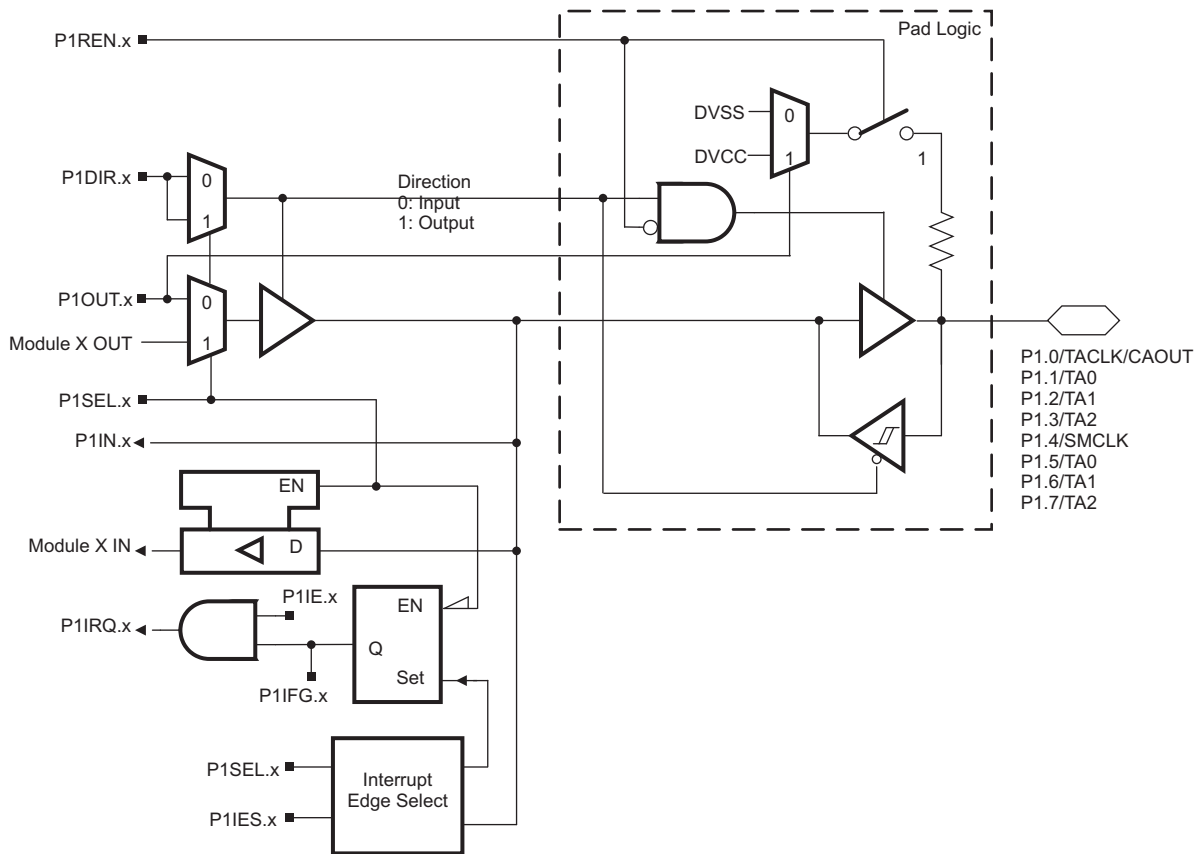 Pad Logic
P1REN.x
DVSS
0
DVCC
1
1
P1DIR.x
0
1
Direction
0: Input
1: Output
P1OUT.x
0
Module X OUT
1
P1SEL.x
P1IN.x
P1.0/TACLK/CAOUT
P1.1/TA0
P1.2/TA1
P1.3/TA2
P1.4/SMCLK
P1.5/TA0
P1.6/TA1
P1.7/TA2
EN
Module X IN
D
P1IE.x
P1IRQ.x
EN
Q
Set
P1IFG.x
P1SEL.x
Interrupt
Edge Select
P1IES.x